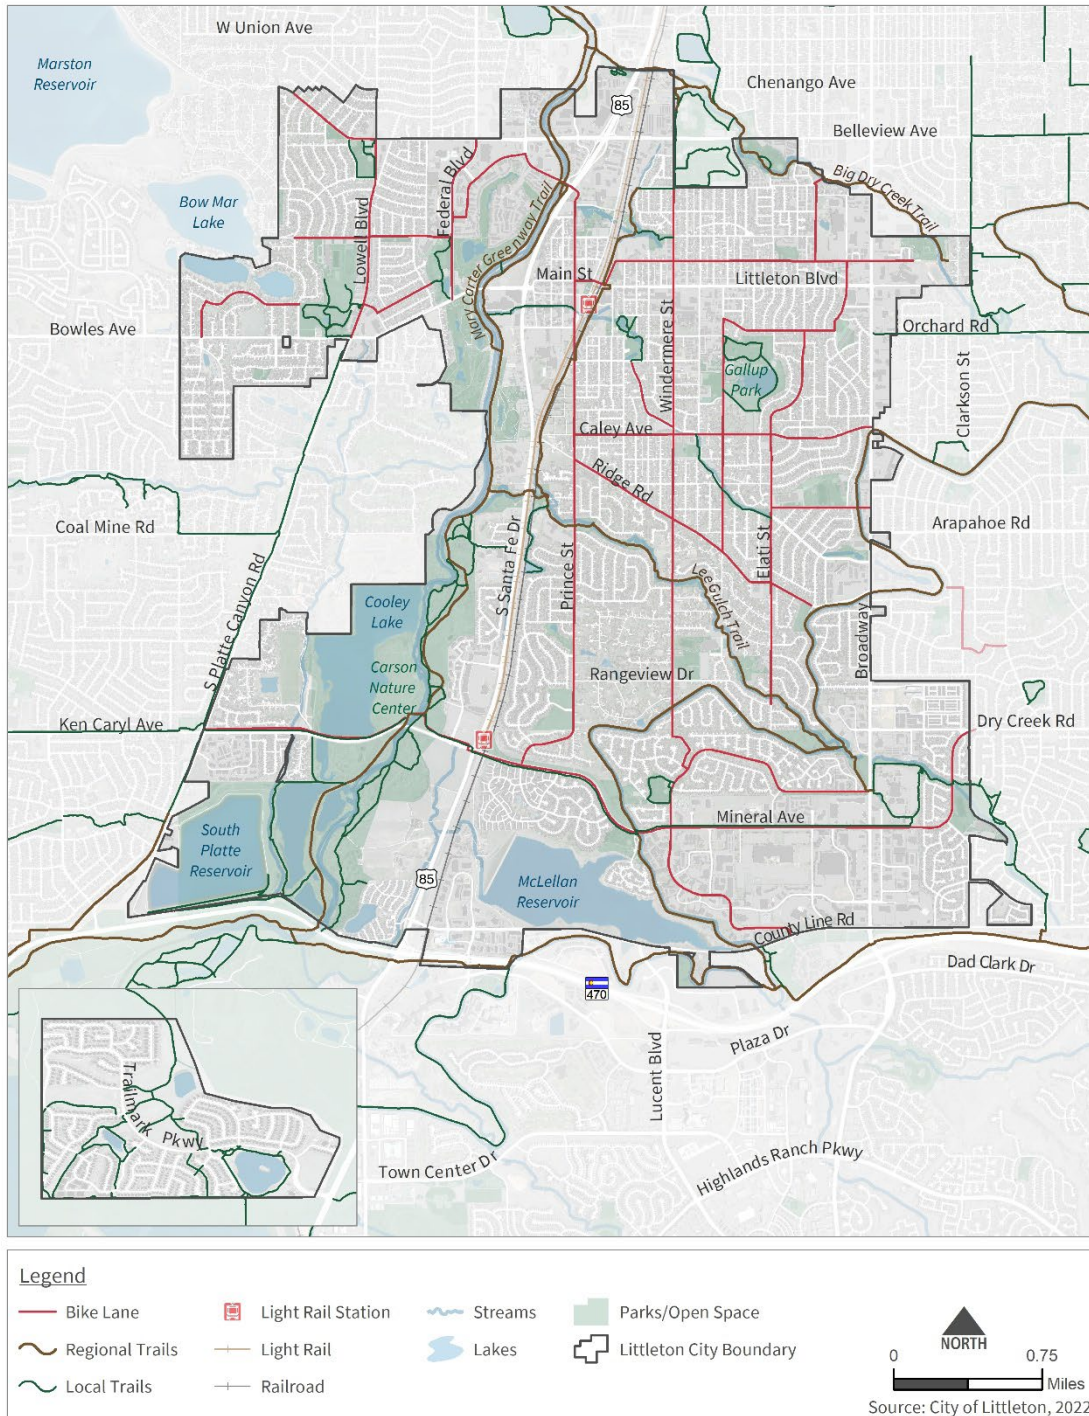 W Union Ave
Marston
Reservoir
85
Chenango Ave
Belleview Ave
Federal Blvd
Big Dry Creek Trail
Bow Mar
Lake
Lowell Blvd
Mary Carter Greenway Trail
Main St
Littleton Blvd
Bowles Ave
Windermere St
Orchard Rd
Gallup
Park
Clarkson St
Caley Ave
Ridge Rd
Coal Mine Rd
Arapahoe Rd
S Platte Canyon Rd
S Santa Fe Dr
Prince St
Elati St
Lee Gulch Trail
Cooley
Lake
Broadway
Carson
Nature
Center
Rangeview Dr
Ken Caryl Ave
Dry Creek Rd
Mineral Ave
South
Platte
Reservoir
85
McLellan
Reservoir
County Line Rd
Dad Clark Dr
470
Plaza Dr
Lucent Blvd
Trailmark Pkwy
Town Center Dr
Highlands Ranch Pkwy
Legend
Bike Lane
Light Rail Station
Streams
Parks/Open Space
Regional Trails
Light Rail
Lakes
Littleton City Boundary
Local Trails
Railroad
NORTH
0 0.75
Miles
Source: City of Littleton, 2022